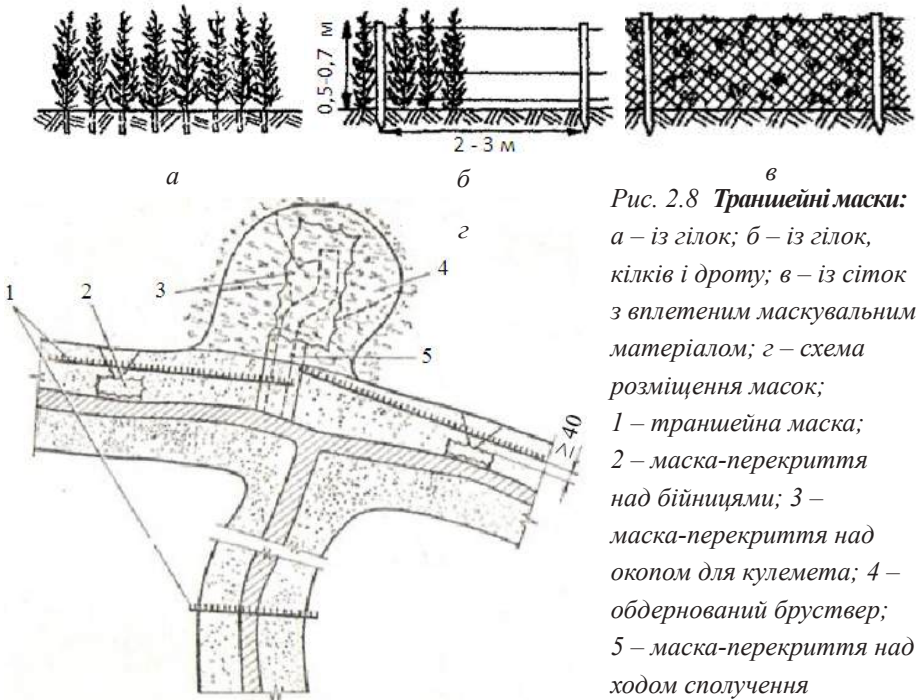 0,5-0,7 м
2 - 3 м
а
б
в
г
1
2
3
4
5
≥ 40
Рис. 2.8 Траншейні маски:
а – із гілок; б – із гілок,
кілків і дроту; в – із сіток
з вплетеним маскувальним
матеріалом; г – схема
розміщення масок;
1 – траншейна маска;
2 – маска-перекриття
над бійницями; 3 –
маска-перекриття над
окопом для кулемета; 4 –
обдернований бруствер;
5 – маска-перекриття над
ходом сполучення